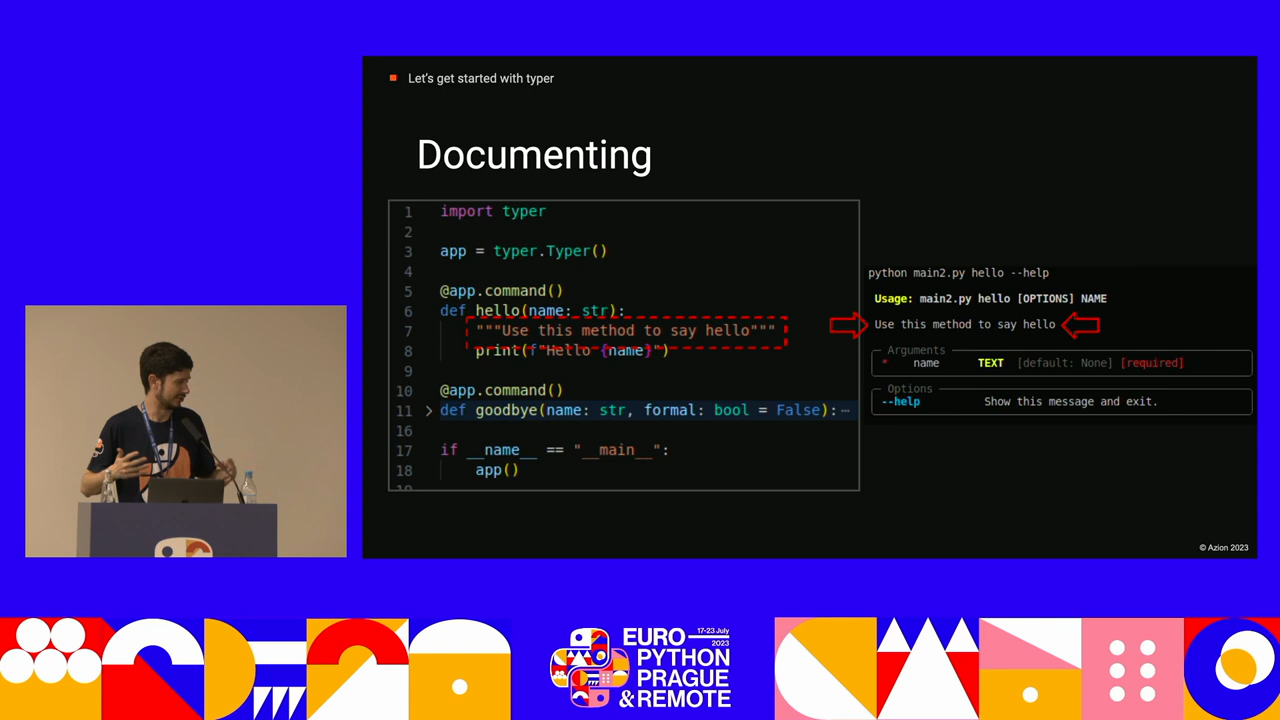 Let's get started with typer
Documenting
1 import typer
2
3 app = typer.Typer()
4
5 @app.command()
6 def hello(name: str):
7 """Use this method to say hello"""
8 print(f"Hello {name}")
9
10 @app.command()
11 > def goodbye(name: str, formal: bool = False):⋯
16
17 if __name__ == "__main__":
18 app()
19
python main2.py hello --help
Usage: main2.py hello [OPTIONS] NAME
Use this method to say hello
Arguments
* name TEXT [default: None] [required]
Options
--help Show this message and exit.
© Azion 2023
EURO 17-23 July 2023
PYTHON
PRAGUE
& REMOTE